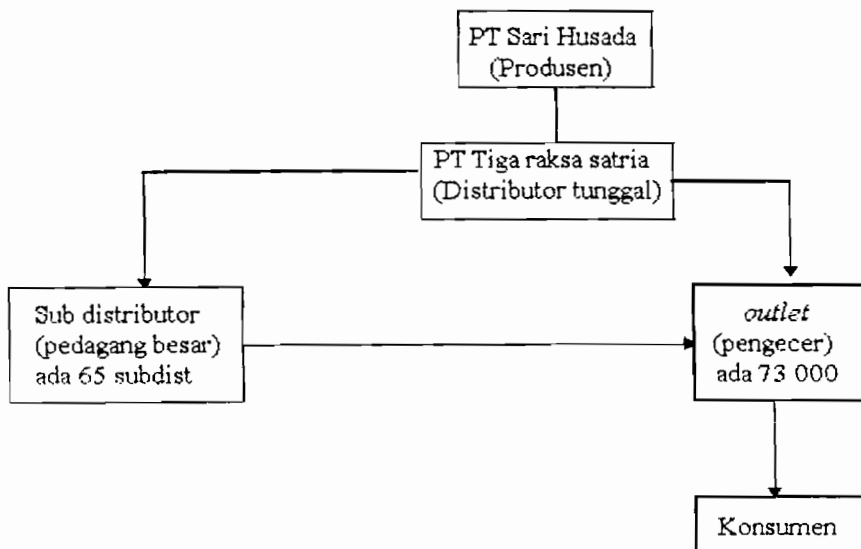 PT Sari Husada
(Produsen)
PT Tiga raksa satria
(Distributor tunggal)
Sub distributor
(pedagang besar)
ada 65 subdist
outlet
(pengecer)
ada 73 000
Konsumen